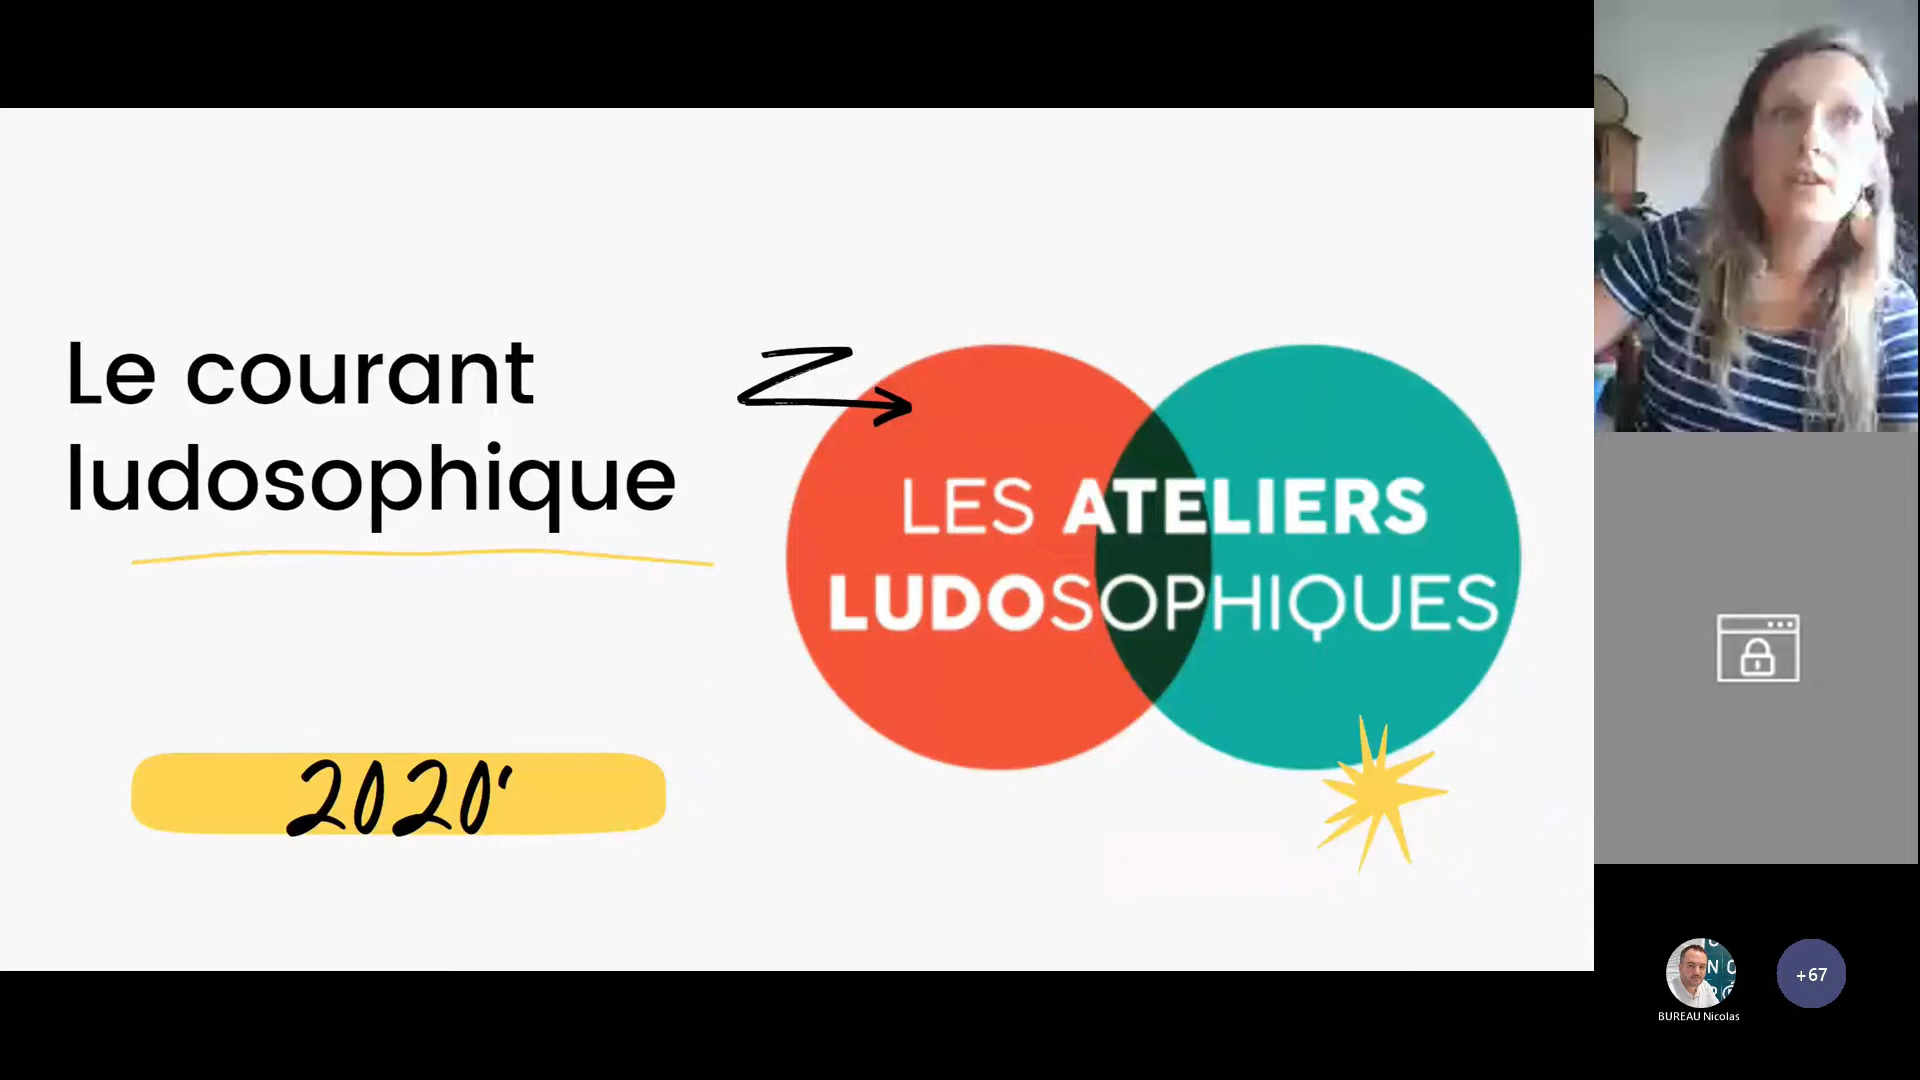 Le courant
ludosophique
2020'
LES ATELIERS
LUDOSOPHIQUES
BUREAU Nicolas
+67